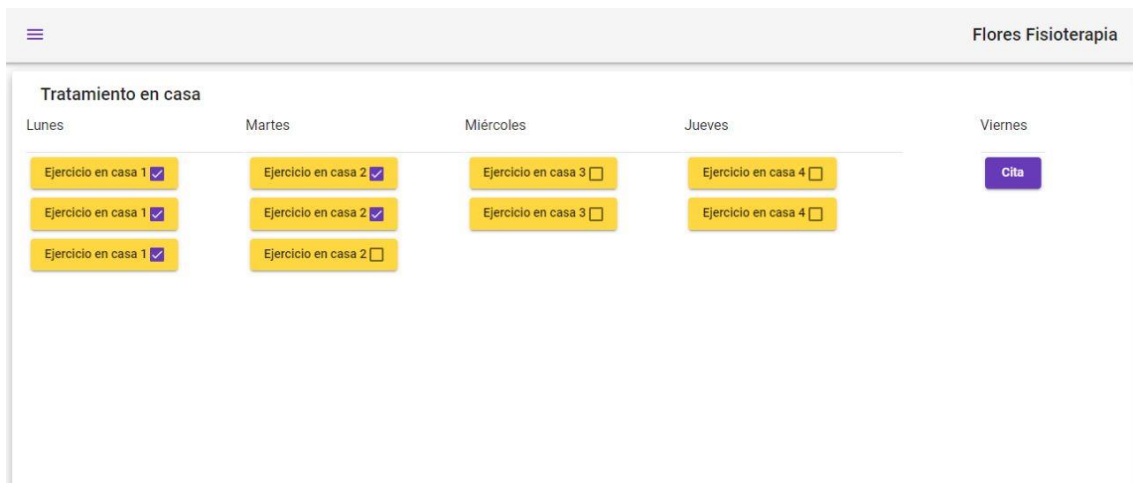 Flores Fisioterapia
Tratamiento en casa
Lunes Martes Miércoles Jueves Viernes
Ejercicio en casa 1 Ejercicio en casa 2 Ejercicio en casa 3 Ejercicio en casa 4 Cita
Ejercicio en casa 1 Ejercicio en casa 2 Ejercicio en casa 3 Ejercicio en casa 4
Ejercicio en casa 1 Ejercicio en casa 2